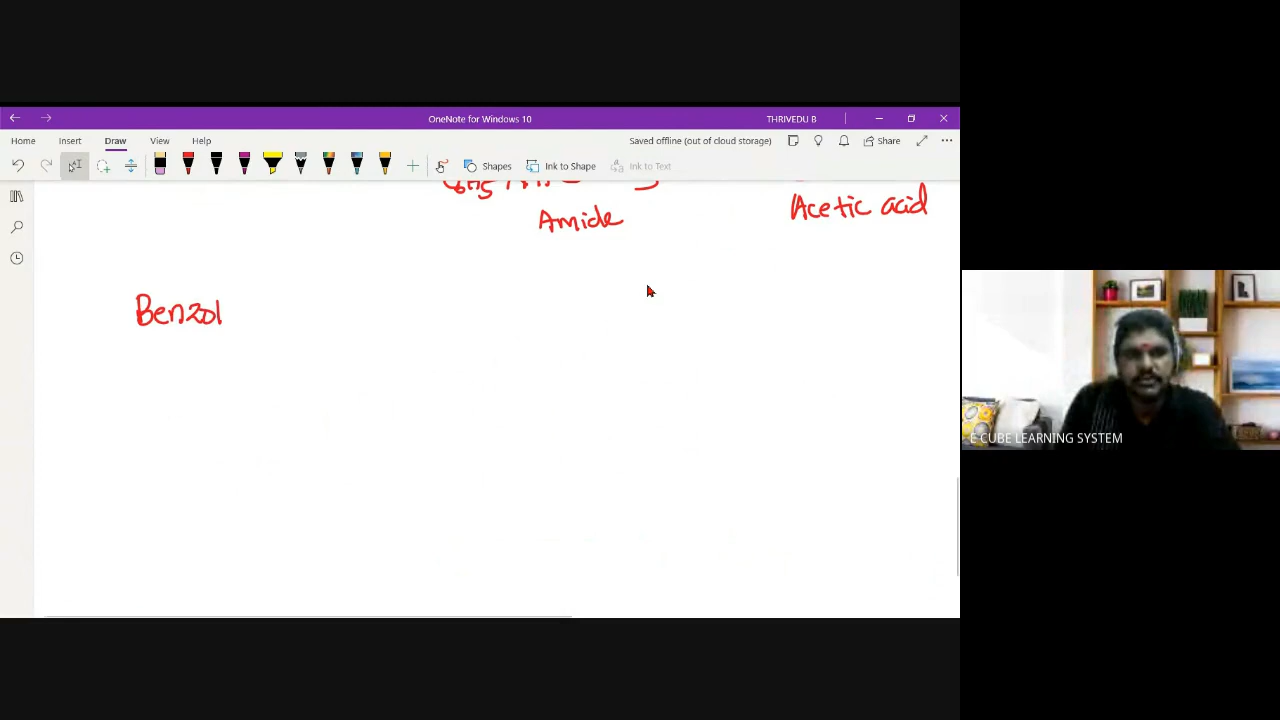 OneNote for Windows 10
THRIVEDU B
Home Insert Draw View Help
Saved offline (out of cloud storage)
Share
Shapes
Ink to Shape
Ink to Text
Amide
Acetic acid
Benzol
E CUBE LEARNING SYSTEM